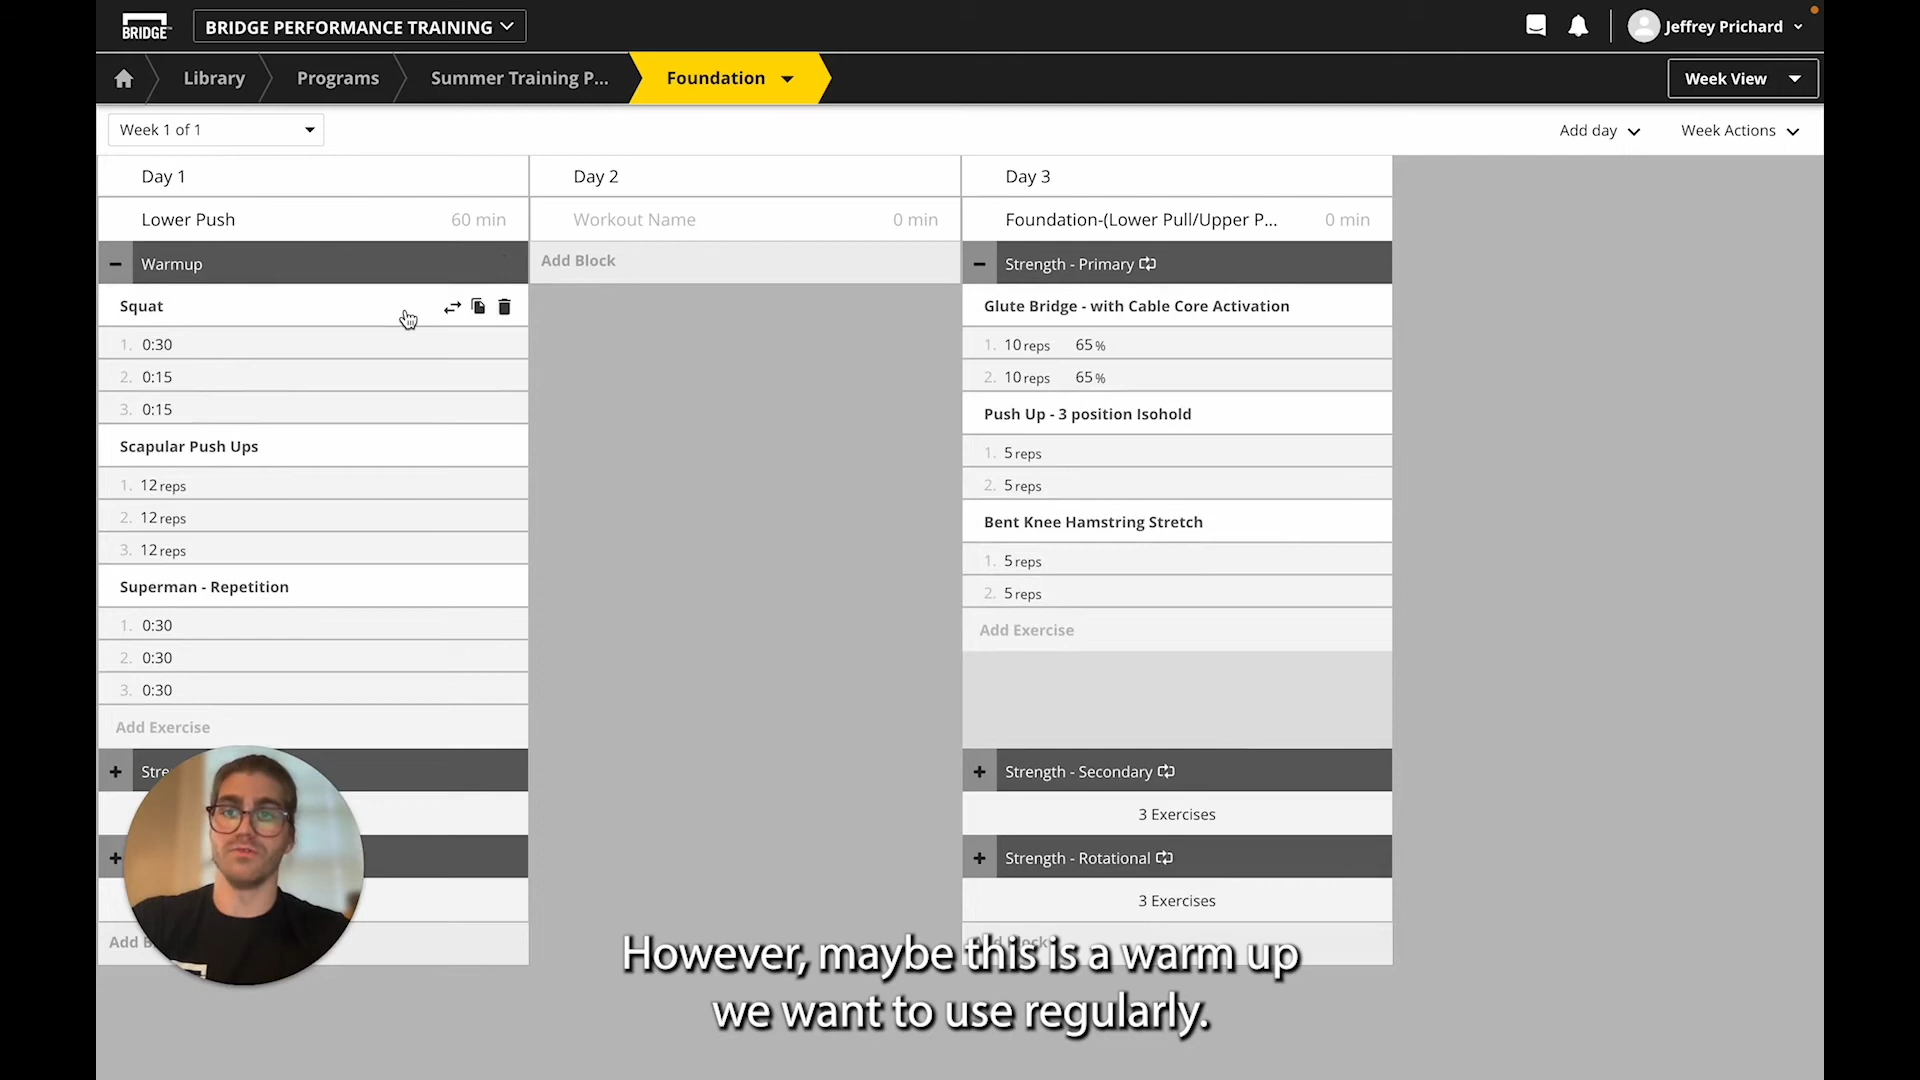 BRIDGE
BRIDGE PERFORMANCE TRAINING
Jeffrey Prichard
Library
Programs
Summer Training P...
Foundation
Week View
Week 1 of 1
Add day
Week Actions
Day 1
Day 2
Day 3
Lower Push 60 min
Workout Name 0 min
Foundation-(Lower Pull/Upper P... 0 min
Warmup
Add Block
Strength - Primary
Squat
1. 0:30
2. 0:15
3. 0:15
Scapular Push Ups
1. 12 reps
2. 12 reps
3. 12 reps
Superman - Repetition
1. 0:30
2. 0:30
3. 0:30
Add Exercise
Glute Bridge - with Cable Core Activation
1. 10 reps 65 %
2. 10 reps 65 %
Push Up - 3 position Isohold
1. 5 reps
2. 5 reps
Bent Knee Hamstring Stretch
1. 5 reps
2. 5 reps
Add Exercise
Strength - Secondary
3 Exercises
Strength - Rotational
3 Exercises
Add
However, maybe this is a warm up
we want to use regularly.